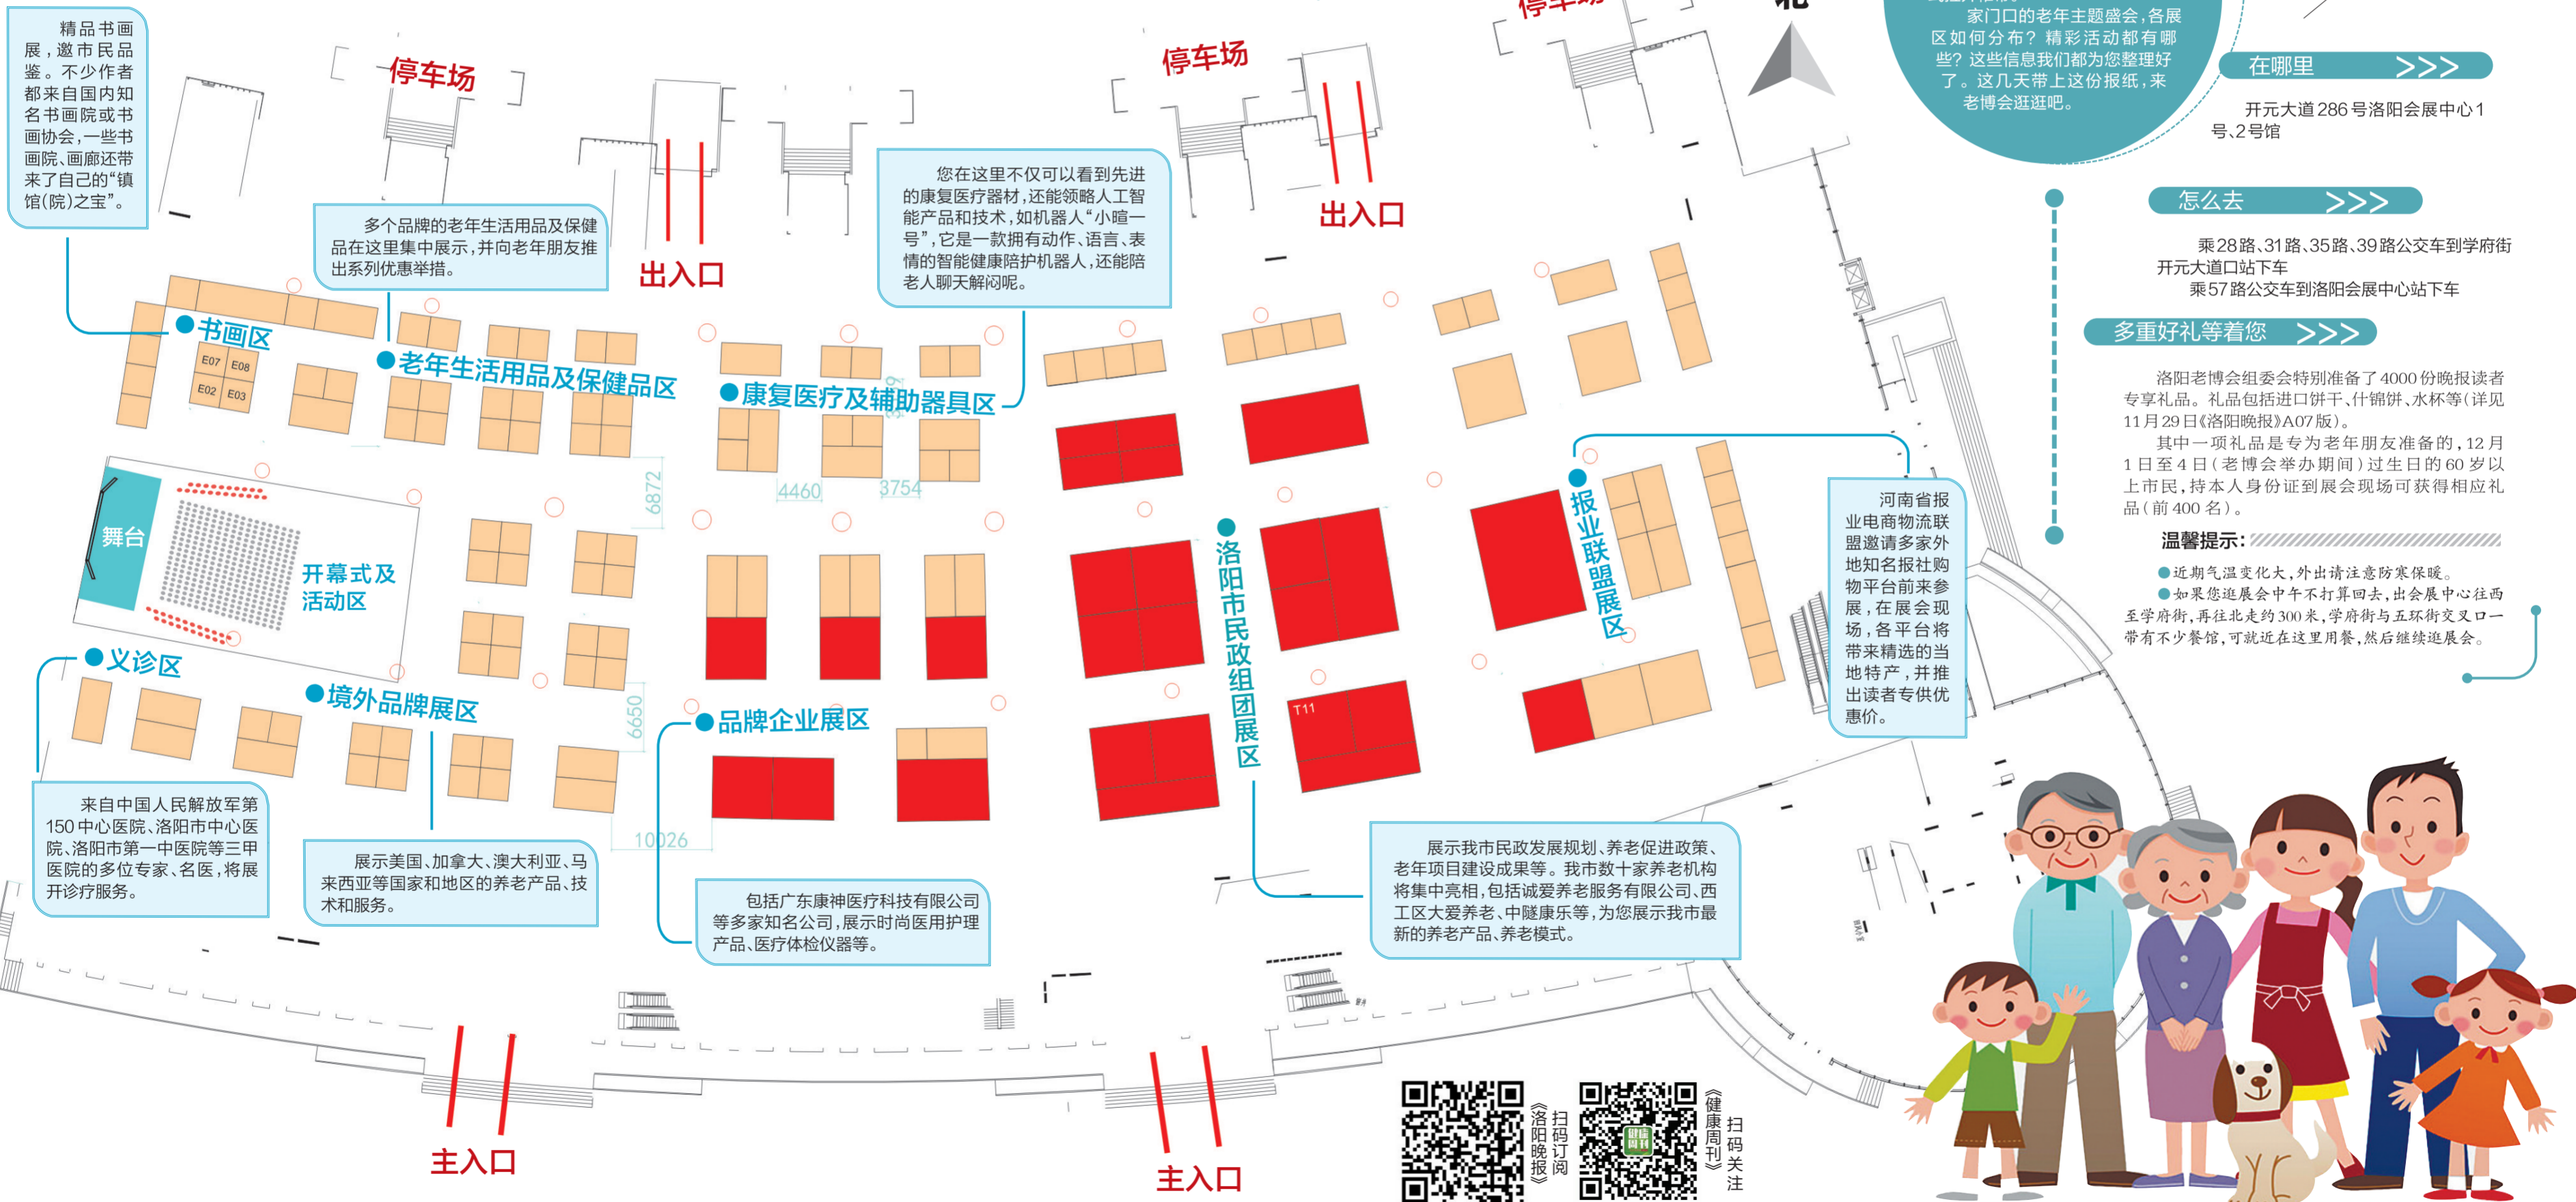 精品书画
展，邀市民品
鉴。不少作者
都来自国内知
名书画院或书
画协会，一些书
画院、画廊还带
来了自己的“镇
馆（院）之宝”。
停车场
停车场
北
家门口的老年主题盛会，各展
区如何分布？精彩活动都有哪
些？这些信息我们都为您整理好
了。这几天带上这份报纸，来
老博会逛逛吧。
在哪里 >>>
开元大道286号洛阳会展中心1
号、2号馆
怎么去 >>>
乘28路、31路、35路、39路公交车到学府街
开元大道口站下车
乘57路公交车到洛阳会展中心站下车
多重好礼等着您 >>>
洛阳老博会组委会特别准备了4000份晚报读者
专享礼品。礼品包括进口饼干、什锦饼、水杯等（详见
11月29日《洛阳晚报》A07版）。
其中一项礼品是专为老年朋友准备的，12月
1日至4日（老博会举办期间）过生日的60岁以
上市民，持本人身份证到展会现场可获得相应礼
品（前400名）。
温馨提示：
●近期气温变化大，外出请注意防寒保暖。
●如果您逛展会中午不打算回去，出会展中心往西
至学府街，再往北走约300米，学府街与五环街交叉口一
带有不少餐馆，可就近在这里用餐，然后继续逛展会。
多个品牌的老年生活用品及保健
品在这里集中展示，并向老年朋友推
出系列优惠举措。
出入口
您在这里不仅可以看到先进
的康复医疗器材，还能领略人工智
能产品和技术，如机器人“小暄一
号”，它是一款拥有动作、语言、表
情的智能健康陪护机器人，还能陪
老人聊天解闷呢。
出入口
●书画区
E07 E08
E02 E03
●老年生活用品及保健品区
●康复医疗及辅助器具区
6872
4460
3754
舞台
开幕式及
活动区
●洛阳市民政组团展区
●报业联盟展区
河南省报
业电商物流联
盟邀请多家外
地知名报社购
物平台前来参
展，在展会现
场，各平台将
带来精选的当
地特产，并推
出读者专供优
惠价。
●义诊区
●境外品牌展区
6650
●品牌企业展区
T11
10026
来自中国人民解放军第
150中心医院、洛阳市中心医
院、洛阳市第一中医院等三甲
医院的多位专家、名医，将展
开诊疗服务。
展示美国、加拿大、澳大利亚、马
来西亚等国家和地区的养老产品、技
术和服务。
包括广东康神医疗科技有限公司
等多家知名公司，展示时尚医用护理
产品、医疗体检仪器等。
展示我市民政发展规划、养老促进政策、
老年项目建设成果等。我市数十家养老机构
将集中亮相，包括诚爱养老服务有限公司、西
工区大爱养老、中隧康乐等，为您展示我市最
新的养老产品、养老模式。
主入口
主入口
扫码订阅
《洛阳晚报》
健康
周刊
扫码关注
《健康周刊》